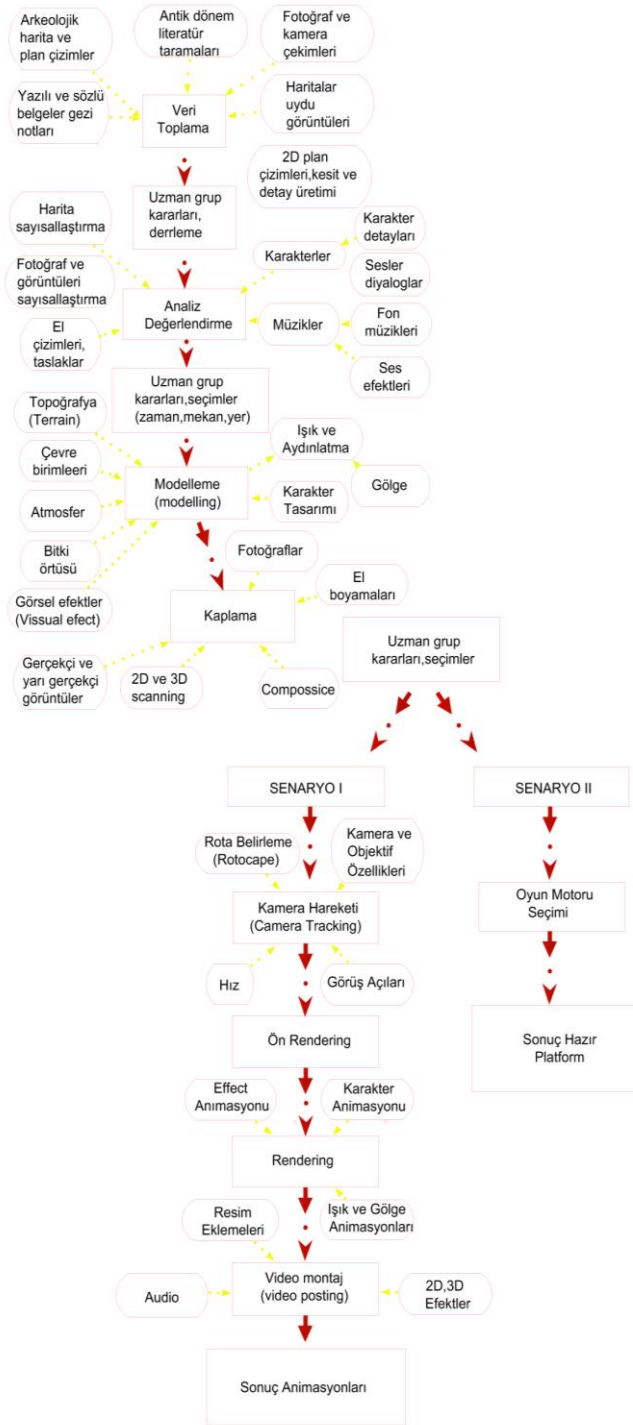 Arkeolojik
harita ve
plan çizimler
Antik dönem
literatür
taramaları
Fotoğraf ve
kamera
çekimleri
Yazılı ve sözlü
belgeler gezi
notları
Veri
Toplama
Haritalar
uydu
görüntüleri
2D plan
çizimleri,kesit ve
detay üretimi
Uzman grup
kararları,
derrleme
Harita
sayısallaştırma
Karakter
detayları
Karakterler
Sesler
diyaloglar
Fotoğraf ve
görüntüleri
sayısallaştırma
Analiz
Değerlendirme
Müzikler
Fon
müzikleri
El
çizimleri,
taslaklar
Ses
efektleri
Uzman grup
kararları,seçimler
(zaman,mekan,yer)
Topoğrafya
(Terrain)
Işık ve
Aydınlatma
Çevre
birimleeri
Modelleme
(modelling)
Karakter
Tasarımı
Gölge
Atmosfer
Bitki
örtüsü
Fotoğraflar
El
boyamaları
Görsel efektler
(Vissual efect)
Kaplama
Uzman grup
kararları,seçimler
Gerçekçi ve
yarı gerçekçi
görüntüler
2D ve 3D
scanning
Compossice
SENARYO I
SENARYO II
Rota Belirleme
(Rotocape)
Kamera ve
Objektif
Özellikleri
Kamera Hareketi
(Camera Tracking)
Oyun Motoru
Seçimi
Hız
Görüş Açıları
Ön Rendering
Sonuç Hazır
Platform
Effect
Anımasyonu
Karakter
Animasyonu
Rendering
Resim
Eklemeleri
Işık ve Gölge
Animasyonları
Audio
Video montaj
(video posting)
2D,3D
Efektler
Sonuç Animasyonları